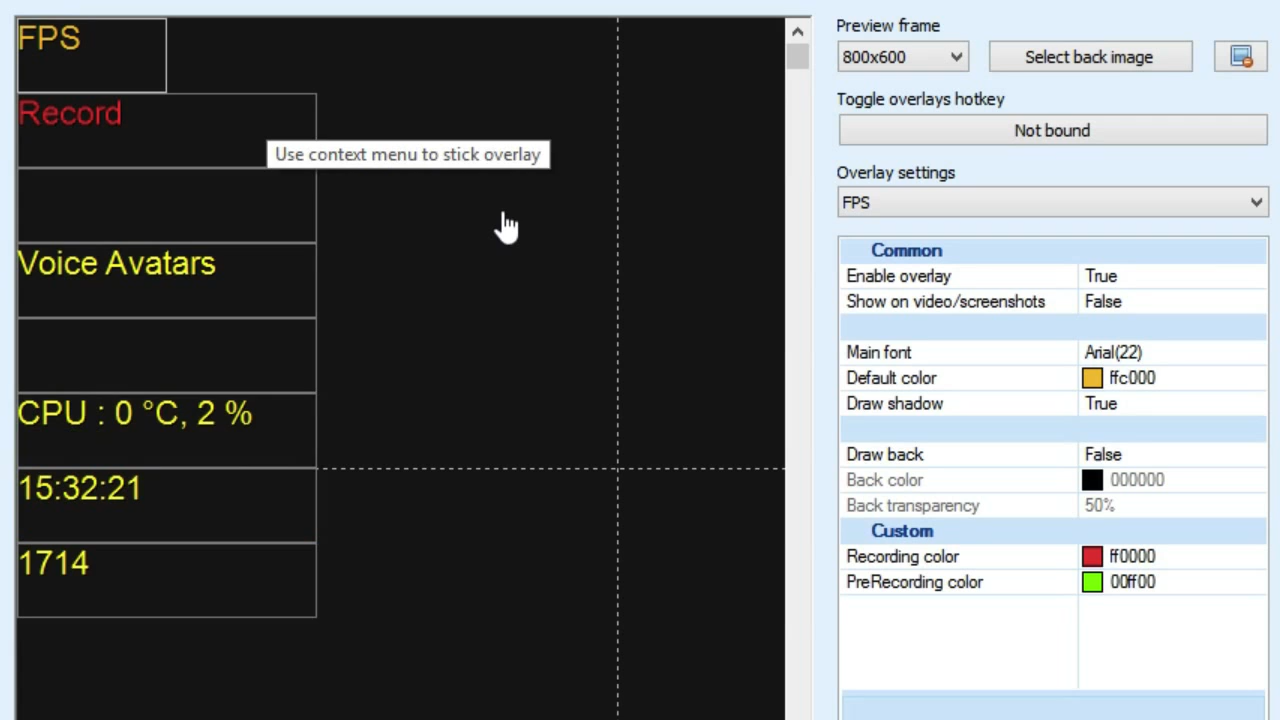 FPS
Record
Use context menu to stick overlay
Voice Avatars
CPU : 0 °C, 2 %
15:32:21
1714
Preview frame
800x600
Select back image
Toggle overlays hotkey
Not bound
Overlay settings
FPS
Common
Enable overlay True
Show on video/screenshots False
Main font Arial(22)
Default color ffc000
Draw shadow True
Draw back False
Back color 000000
Back transparency 50%
Custom
Recording color ff0000
PreRecording color 00ff00